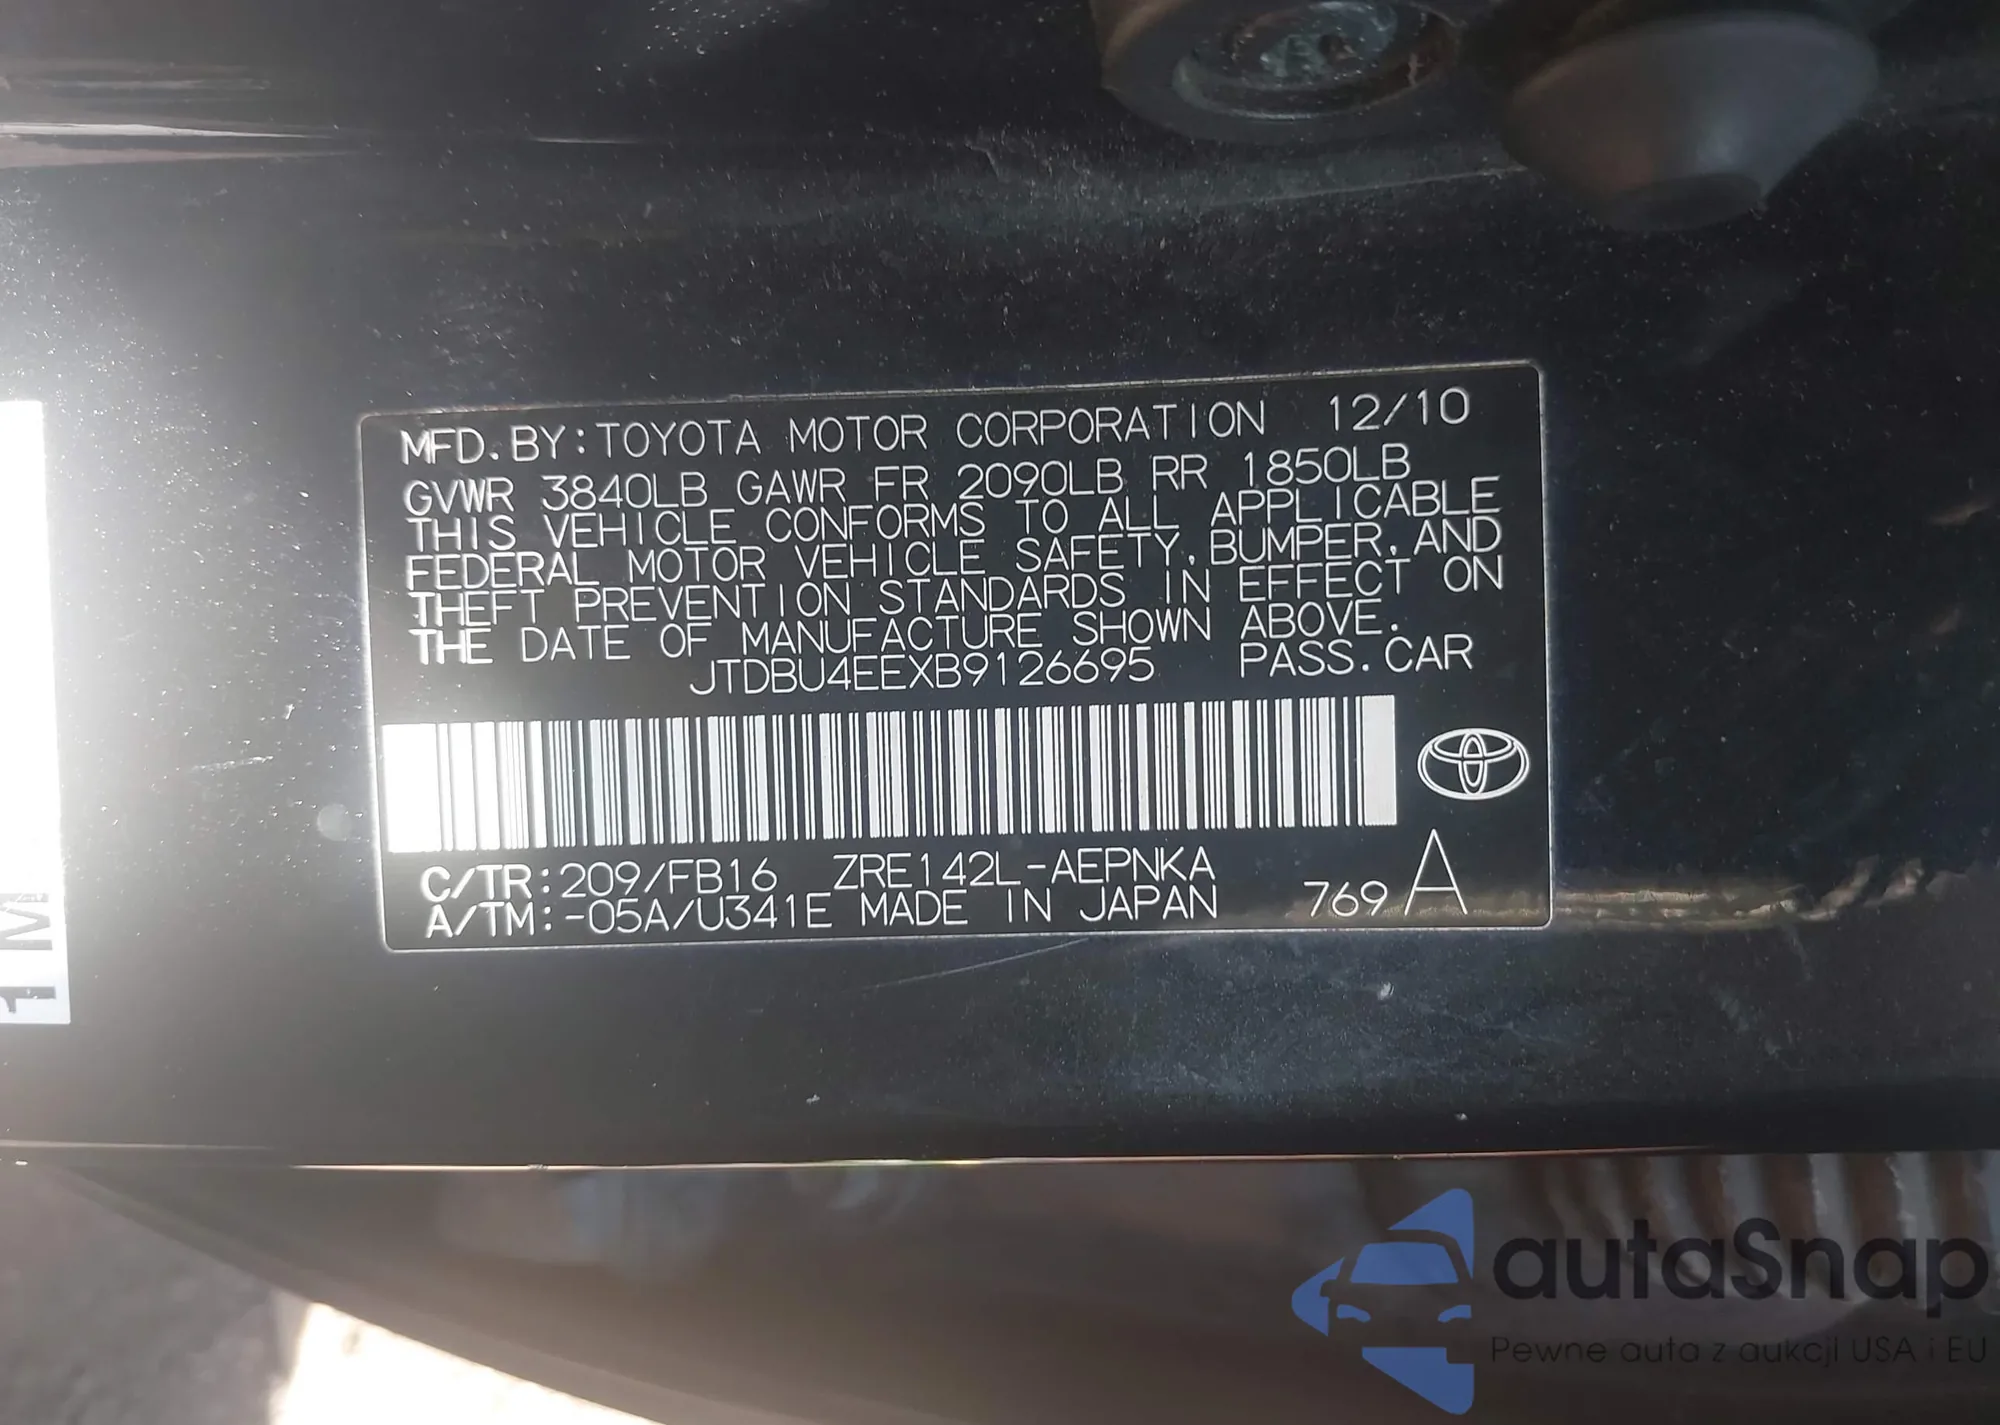 MFD.BY:TOYOTA MOTOR CORPORATION 12/10
GVWR 3840LB GAWR FR 2090LB RR 1850LB
THIS VEHICLE CONFORMS TO ALL APPLICABLE
FEDERAL MOTOR VEHICLE SAFETY,BUMPER,AND
THEFT PREVENTION STANDARDS IN EFFECT ON
THE DATE OF MANUFACTURE SHOWN ABOVE.
JTDBU4EEXB9126695 PASS.CAR
C/TR:209/FB16 ZRE142L-AEPNKA
A/TM:-05A/U341E MADE IN JAPAN 769 A
1 M
autaSnap
Pewne auta z aukcji USA i EU